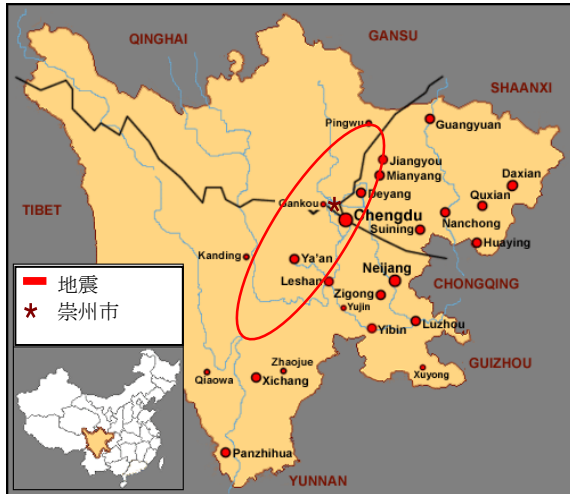 GANSU
QINGHAI
SHAANXI
Pingwu
Guangyuan
Jiangyou
Mianyang
Daxian
Deyang
Quxian
Gankou
TIBET
Chengdu
Nanchong
Suining
Huaying
Kanding
Ya'an
Neijang
Leshan
CHONGQING
地震
Zigong
崇州市
Yujin
Luzhou
Yibin
GUIZHOU
Zhaojue
Xuyong
Qiaowa
Xichang
Panzhihua
YUNNAN